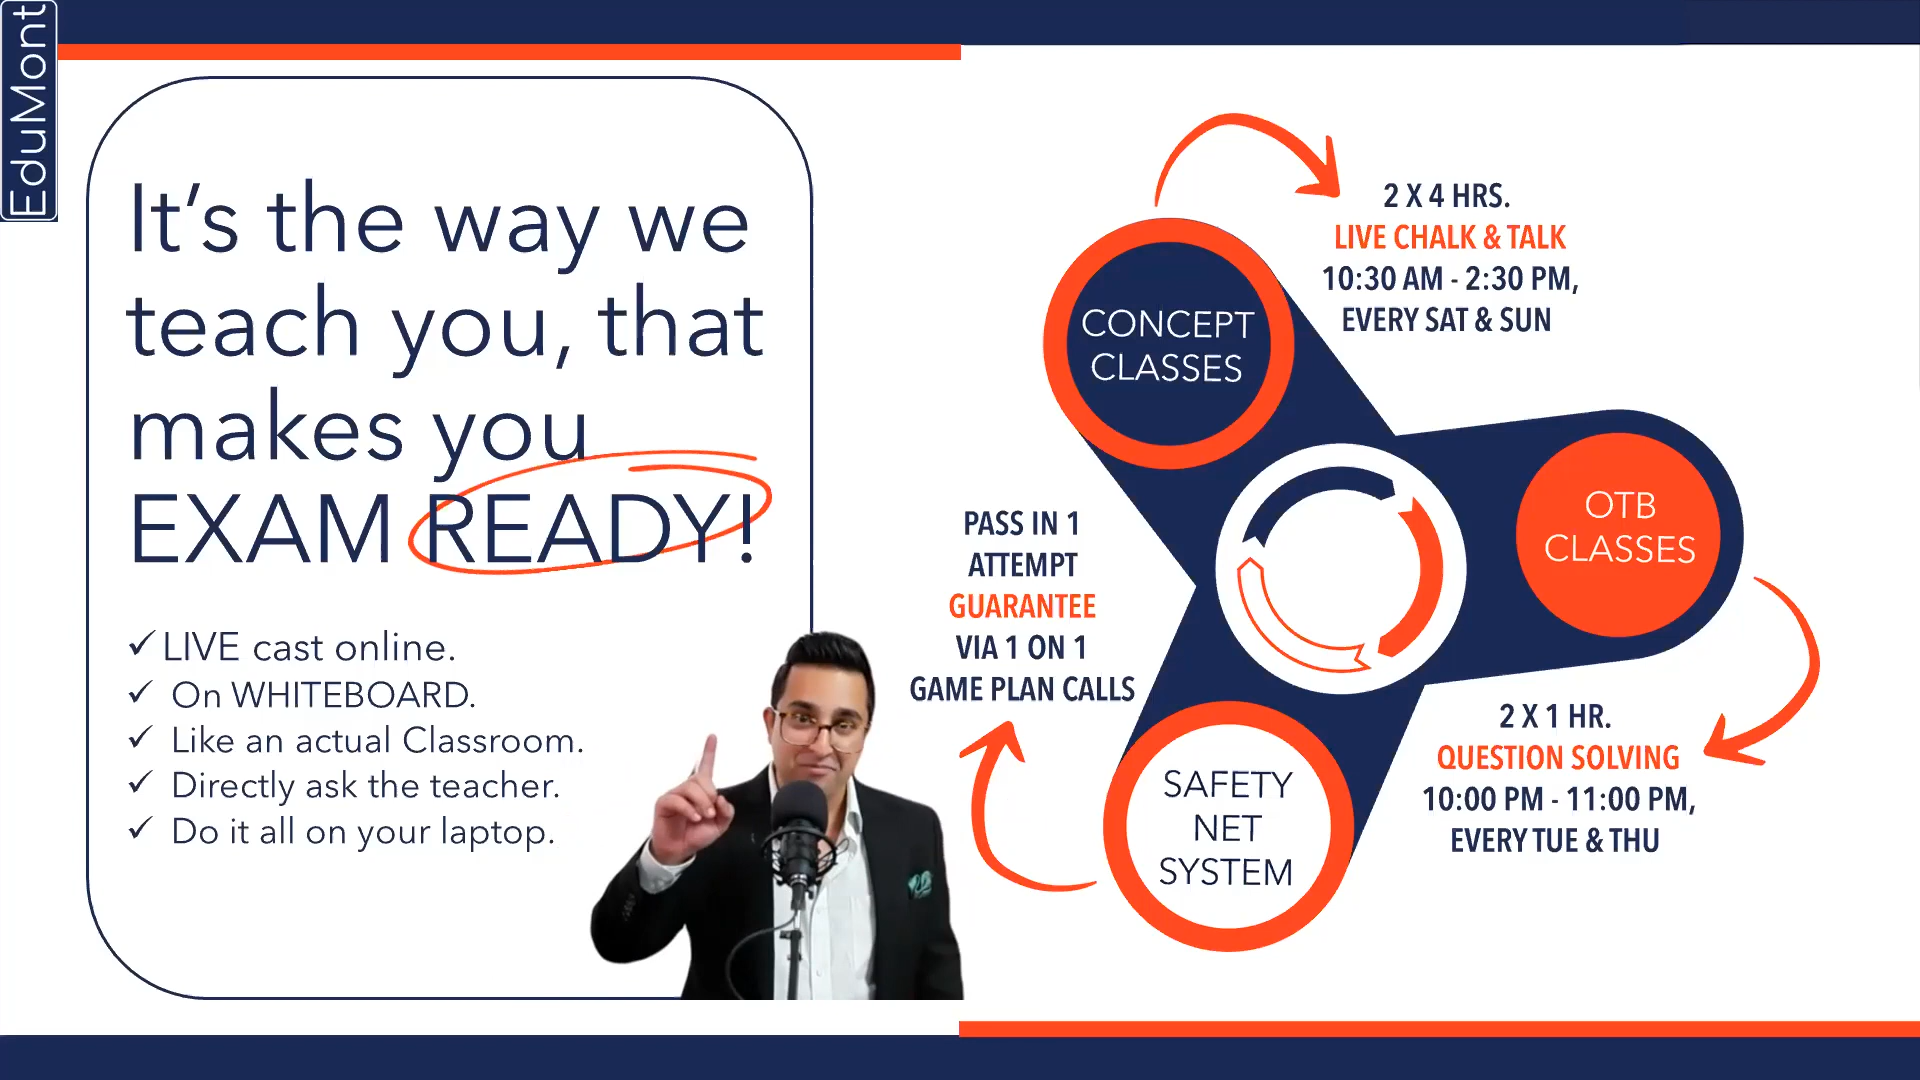 EduMont
It's the way we
teach you, that
makes you
EXAM READY!
✓ LIVE cast online.
✓ On WHITEBOARD.
✓ Like an actual Classroom.
✓ Directly ask the teacher.
✓ Do it all on your laptop.
CONCEPT
CLASSES
2 X 4 HRS.
LIVE CHALK & TALK
10:30 AM - 2:30 PM,
EVERY SAT & SUN
OTB
CLASSES
2 X 1 HR.
QUESTION SOLVING
10:00 PM - 11:00 PM,
EVERY TUE & THU
SAFETY
NET
SYSTEM
PASS IN 1
ATTEMPT
GUARANTEE
VIA 1 ON 1
GAME PLAN CALLS